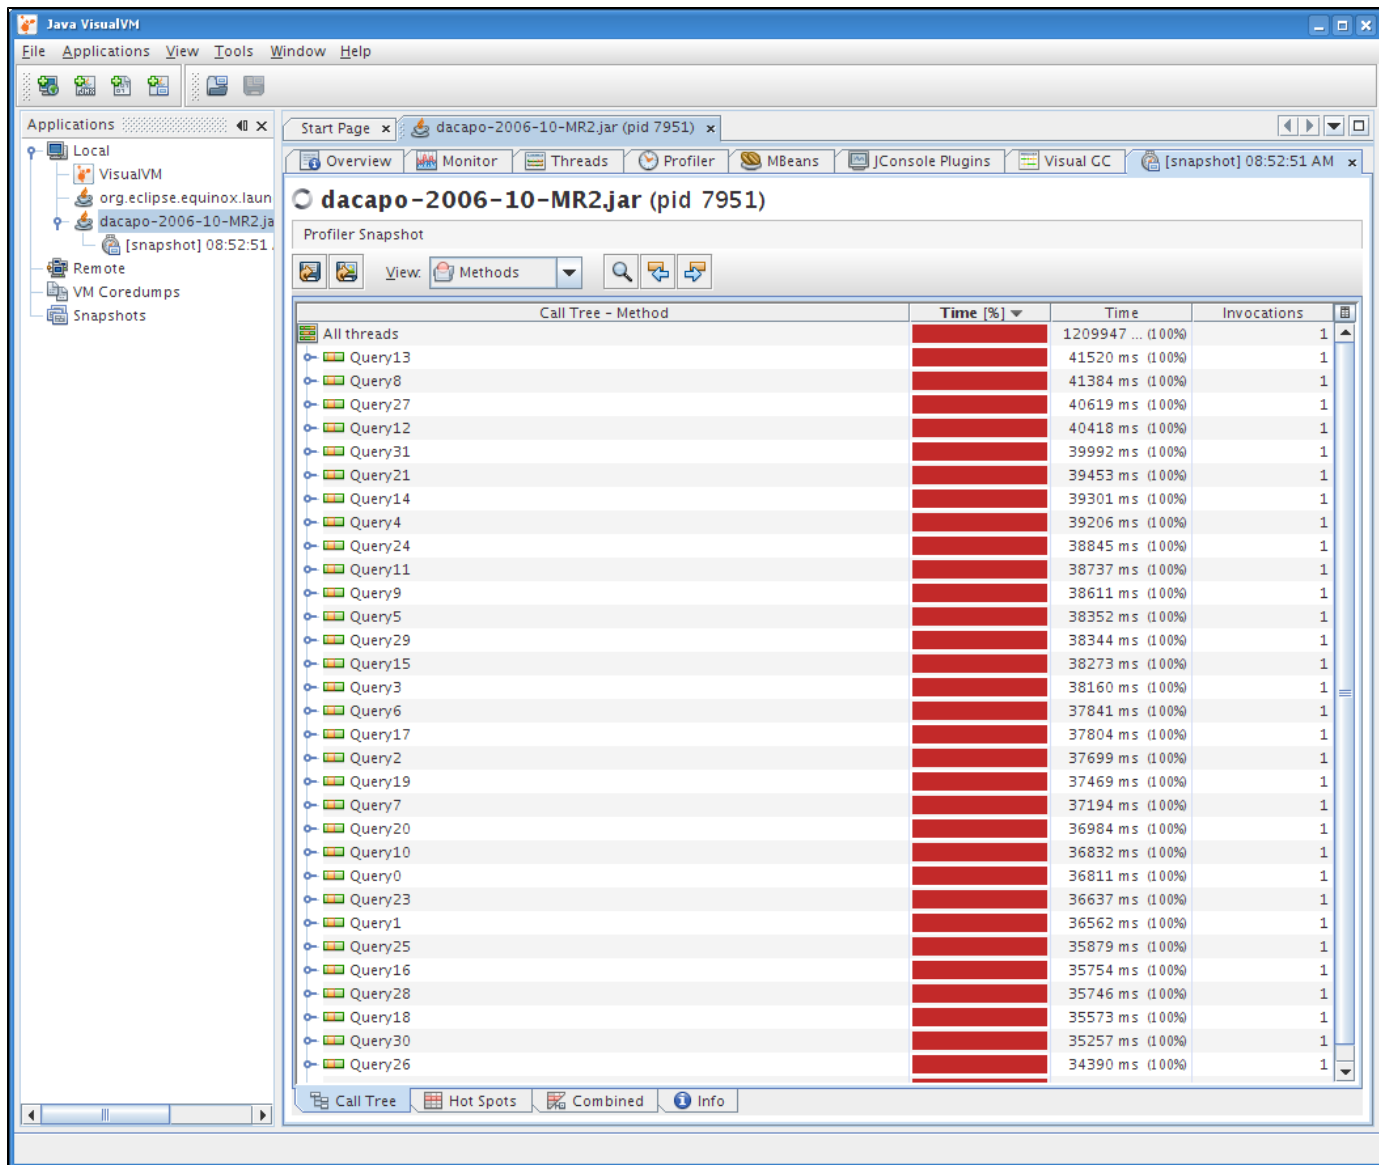 Java VisualVM
File Applications View Tools Window Help
Applications
Start Page dacapo-2006-10-MR2.jar (pid 7951)
Local
VisualVM
org.eclipse.equinox.laun
dacapo-2006-10-MR2.ja
[snapshot] 08:52:51
Remote
VM Coredumps
Snapshots
Overview Monitor Threads Profiler MBeans JConsole Plugins Visual GC [snapshot] 08:52:51 AM
dacapo-2006-10-MR2.jar (pid 7951)
Profiler Snapshot
View: Methods
Call Tree - Method Time [%] Time Invocations
All threads 1209947 ... (100%) 1
Query13 41520 ms (100%) 1
Query8 41384 ms (100%) 1
Query27 40619 ms (100%) 1
Query12 40418 ms (100%) 1
Query31 39992 ms (100%) 1
Query21 39453 ms (100%) 1
Query14 39301 ms (100%) 1
Query4 39206 ms (100%) 1
Query24 38845 ms (100%) 1
Query11 38737 ms (100%) 1
Query9 38611 ms (100%) 1
Query5 38352 ms (100%) 1
Query29 38344 ms (100%) 1
Query15 38273 ms (100%) 1
Query3 38160 ms (100%) 1
Query6 37841 ms (100%) 1
Query17 37804 ms (100%) 1
Query2 37699 ms (100%) 1
Query19 37469 ms (100%) 1
Query7 37194 ms (100%) 1
Query20 36984 ms (100%) 1
Query10 36832 ms (100%) 1
Query0 36811 ms (100%) 1
Query23 36637 ms (100%) 1
Query1 36562 ms (100%) 1
Query25 35879 ms (100%) 1
Query16 35754 ms (100%) 1
Query28 35746 ms (100%) 1
Query18 35573 ms (100%) 1
Query30 35257 ms (100%) 1
Query26 34390 ms (100%) 1
Call Tree Hot Spots Combined Info